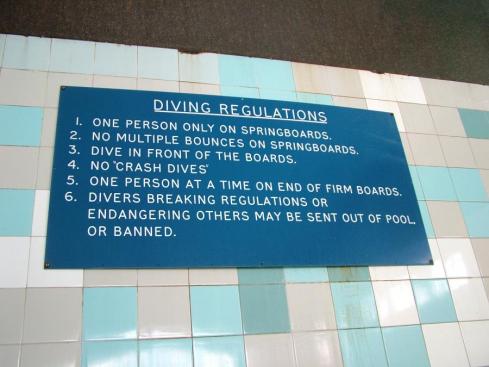 DIVING REGULATIONS
1. ONE PERSON ONLY ON SPRINGBOARDS.
2. NO MULTIPLE BOUNCES ON SPRINGBOARDS.
3. DIVE IN FRONT OF THE BOARDS.
4. NO "CRASH DIVES"
5. ONE PERSON AT A TIME ON END OF FIRM BOARDS.
6. DIVERS BREAKING REGULATIONS OR
ENDANGERING OTHERS MAY BE SENT OUT OF POOL
OR BANNED.